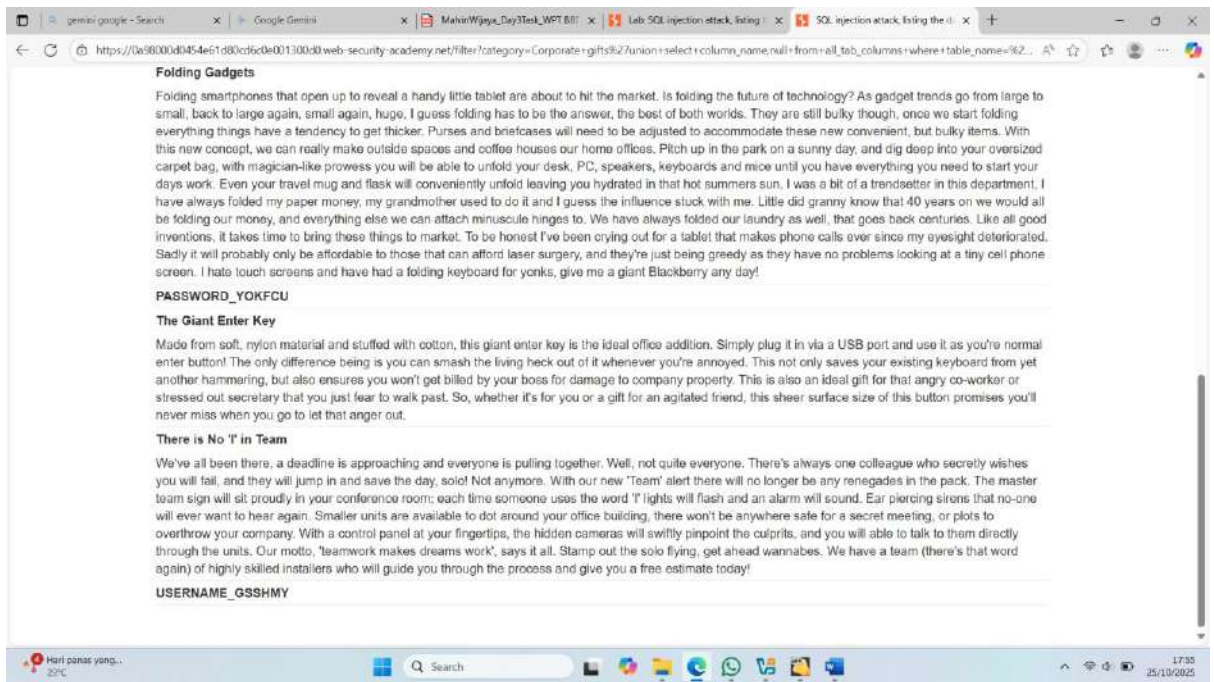 gemini google - Search
Google Gemini
MalvinWijaya_Day3Task_WPT BB1
Lab: SQL injection attack, listing
SQL injection attack, listing the d
web-security-academy.net/filter?category=Corporate+gifts%27union+select+column_name,null+from+all_tab_columns+where+table_name=%2...
Folding Gadgets
Folding smartphones that open up to reveal a handy little tablet are about to hit the market. Is folding the future of technology? As gadget trends go from large to
small, back to large again, small again, huge, I guess folding has to be the answer, the best of both worlds. They are still bulky though, once we start folding
everything things have a tendency to get thicker. Purses and briefcases will need to be adjusted to accommodate these new convenient, but bulky items. With
this new concept, we can really make outside spaces and coffee houses our home offices. Pitch up in the park on a sunny day, and dig deep into your oversized
carpet bag, with magician-like prowess you will be able to unfold your desk, PC, speakers, keyboards and mice until you have everything you need to start your
days work. Even your travel mug and flask will conveniently unfold leaving you hydrated in that hot summers sun. I was a bit of a trendsetter in this department, I
have always folded my paper money, my grandmother used to do it and I guess the influence stuck with me. Little did granny know that 40 years on we would all
be folding our money, and everything else we can attach minuscule hinges to. We have always folded our laundry as well, that goes back centuries. Like all good
inventions, it takes time to bring these things to market. To be honest I've been crying out for a tablet that makes phone calls ever since my eyesight deteriorated.
Sadly it will probably only be affordable to those that can afford laser surgery, and they're just being greedy as they have no problems looking at a tiny cell phone
screen. I hate touch screens and have had a folding keyboard for yonks, give me a giant Blackberry any day!
PASSWORD_YOKFCU
The Giant Enter Key
Made from soft, nylon material and stuffed with cotton, this giant enter key is the ideal office addition. Simply plug it in via a USB port and use it as you're normal
enter button! The only difference being is you can smash the living heck out of it whenever you're annoyed. This not only saves your existing keyboard from yet
another hammering, but also ensures you won't get billed by your boss for damage to company property. This is also an ideal gift for that angry co-worker or
stressed out secretary that you just fear to walk past. So, whether it's for you or a gift for an agitated friend, this sheer surface size of this button promises you'll
never miss when you go to let that anger out.
There is No 'I' in Team
We've all been there, a deadline is approaching and everyone is pulling together. Well, not quite everyone. There's always one colleague who secretly wishes
you will fail, and they will jump in and save the day, solo! Not anymore. With our new 'Team' alert there will no longer be any renegades in the pack. The master
team sign will sit proudly in your conference room; each time someone uses the word 'I' lights will flash and an alarm will sound. Ear piercing sirens that no-one
will ever want to hear again. Smaller units are available to dot around your office building, there won't be anywhere safe for a secret meeting, or plots to
overthrow your company. With a control panel at your fingertips, the hidden cameras will swiftly pinpoint the culprits, and you will able to talk to them directly
through the units. Our motto, 'teamwork makes dreams work', says it all. Stamp out the solo flying, get ahead wannabes. We have a team (there's that word
again) of highly skilled installers who will guide you through the process and give you a free estimate today!
USERNAME_GSSHMY
Hari panas yang...
29°C
Search
17:55
25/10/2025